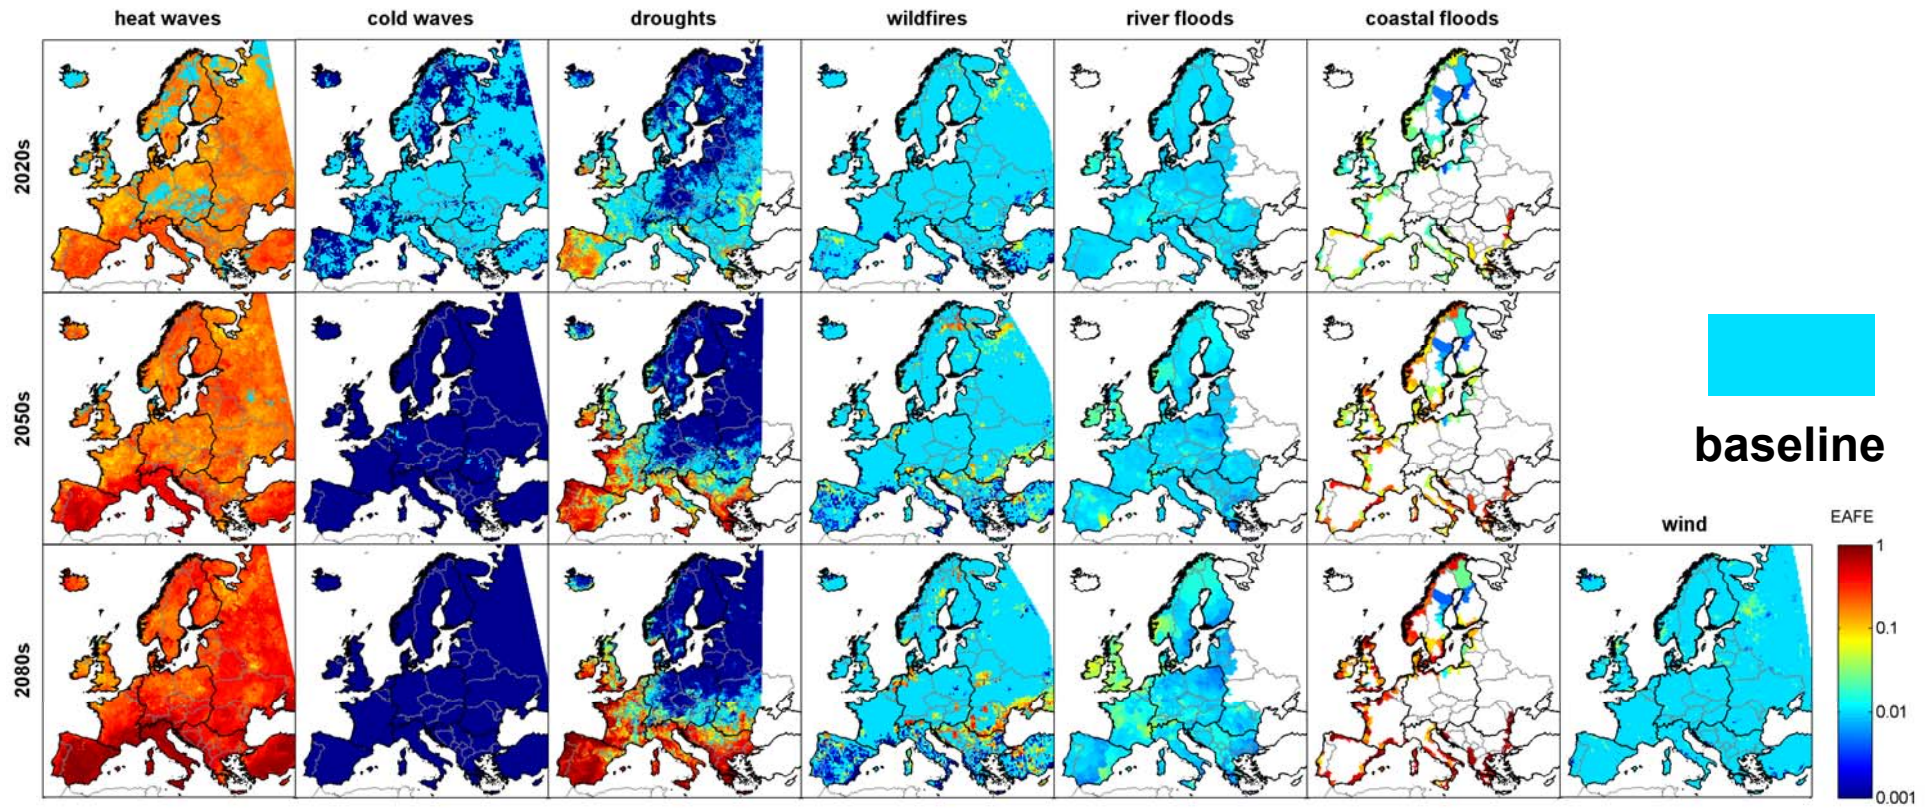 heat waves
cold waves
droughts
wildfires
river floods
coastal floods
2020s
2050s
baseline
wind
EAFE
1
0.1
0.01
0.001
2080s